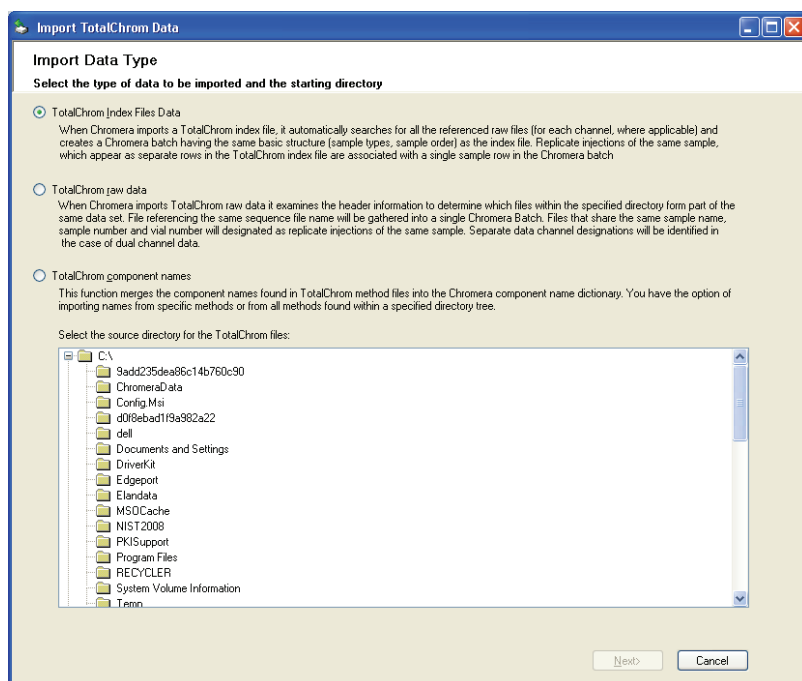 Import TotalChrom Data
Import Data Type
Select the type of data to be imported and the starting directory
TotalChrom Index Files Data
When Chromera imports a TotalChrom index file, it automatically searches for all the referenced raw files (for each channel, where applicable) and
creates a Chromera batch having the same basic structure (sample types, sample order) as the index file. Replicate injections of the same sample,
which appear as separate rows in the TotalChrom index file are associated with a single sample row in the Chromera batch
TotalChrom raw data
When Chromera imports TotalChrom raw data it examines the header information to determine which files within the specified directory form part of the
same data set. File referencing the same sequence file name will be gathered into a single Chromera Batch. Files that share the same sample name,
sample number and vial number will designated as replicate injections of the same sample. Separate data channel designations will be identified in
the case of dual channel data.
TotalChrom component names
This function merges the component names found in TotalChrom method files into the Chromera component name dictionary. You have the option of
importing names from specific methods or from all methods found within a specified directory tree.
Select the source directory for the TotalChrom files:
C:\
9add235dea86c14b760c90
ChromeraData
Config.Msi
d0f8ebad1f9a982a22
dell
Documents and Settings
DriverKit
Edgeport
Elandata
MSOCache
NIST2008
PKISupport
Program Files
RECYCLER
System Volume Information
Temp
Next>
Cancel